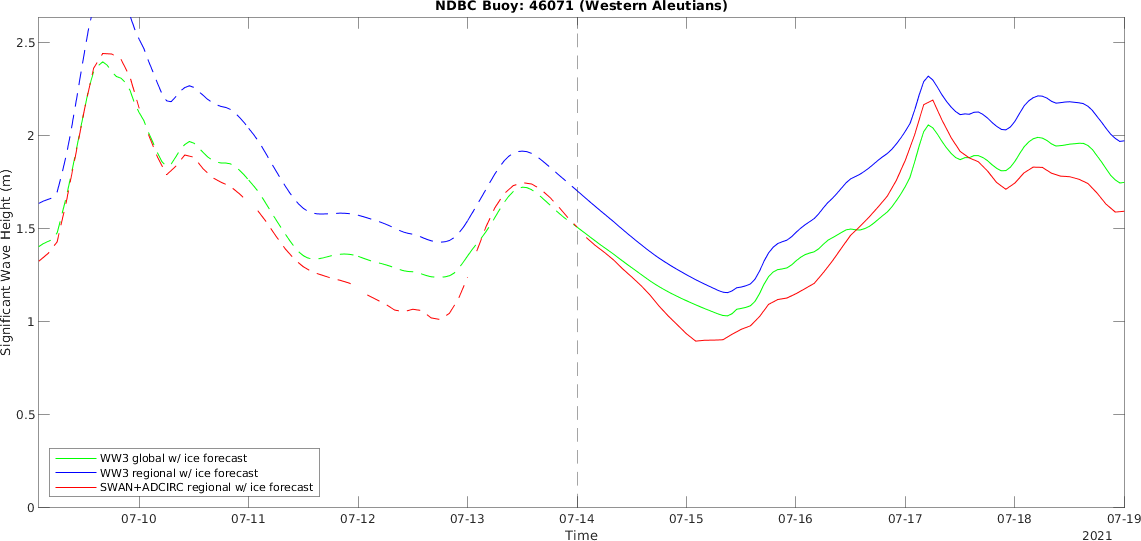 NDBC Buoy: 46071 (Western Aleutians)
2.5
2
1.5
1
0.5
0
Significant Wave Height (m)
WW3 global w/ ice forecast
WW3 regional w/ ice forecast
SWAN+ADCIRC regional w/ ice forecast
07-10 07-11 07-12 07-13 07-14 07-15 07-16 07-17 07-18 07-19
Time
2021